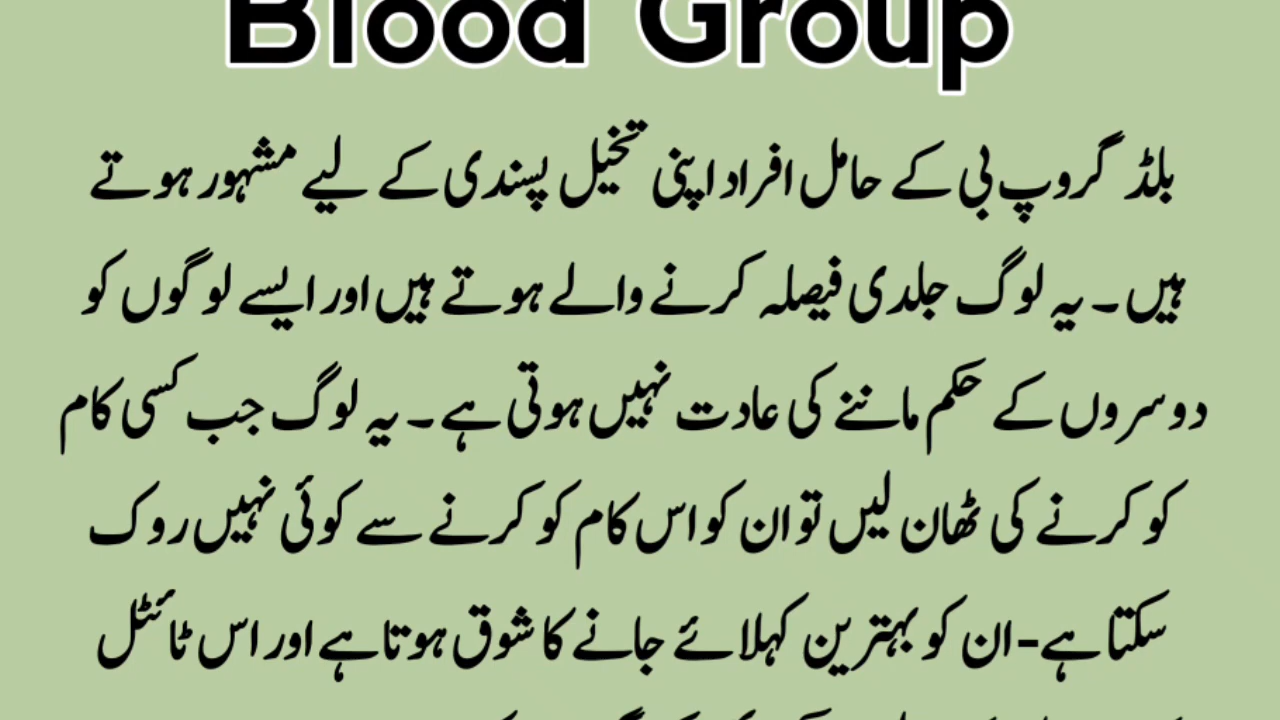 Blood Group
بلڈ گروپ بی کے حامل افراد اپنی تخیل پسندی کے لیے مشہور ہوتے
ہیں ۔ یہ لوگ جلدی فیصلہ کرنے والے ہوتے ہیں اور ایسے لوگوں کو
دوسروں کے حکم ماننے کی عادت نہیں ہوتی ہے ۔ یہ لوگ جب کسی کام
کو کرنے کی ٹھان لیں تو ان کو اس کام کو کرنے سے کوئی نہیں روک
سکتا ہے - ان کو بہترین کہلائے جانے کا شوق ہوتا ہے اور اس ٹائٹل